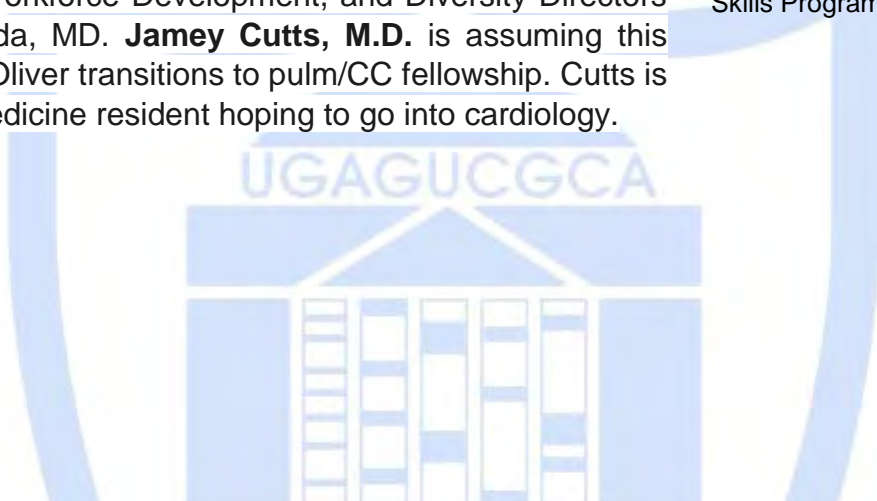 Workforce Development, and Diversity Directors
da, MD. Jamey Cutts, M.D. is assuming this
Oliver transitions to pulm/CC fellowship. Cutts is
edicine resident hoping to go into cardiology.
Skills Program
UGAGUCGCA